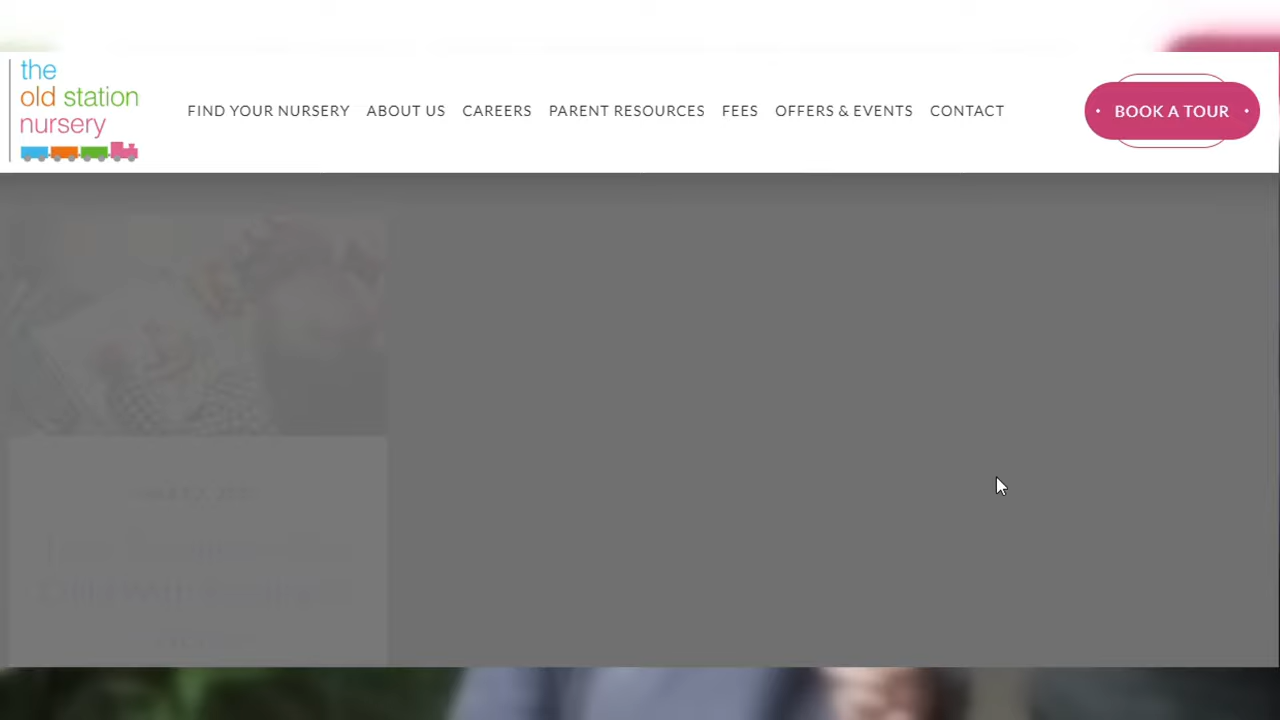 the
old station
nursery
FIND YOUR NURSERY ABOUT US CAREERS PARENT RESOURCES FEES OFFERS & EVENTS CONTACT
BOOK A TOUR